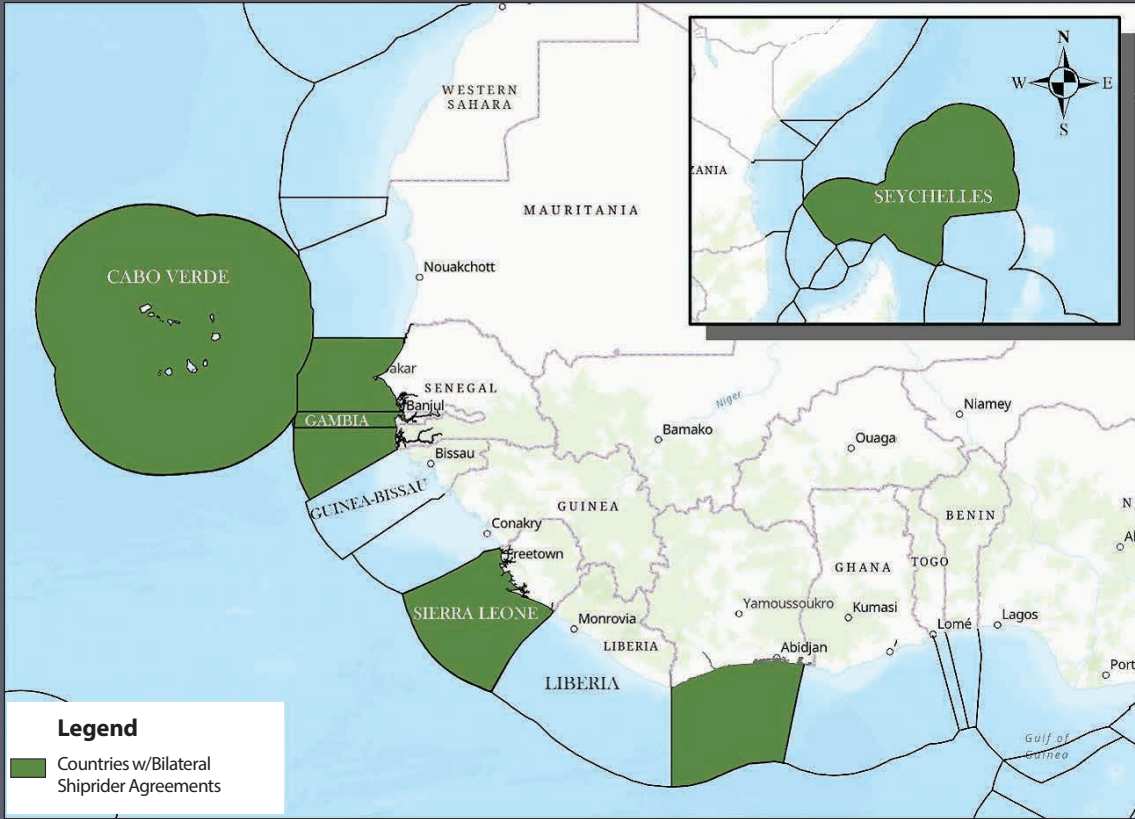 WESTERN
SAHARA
MAURITANIA
Nouakchott
CABO VERDE
akar
SENEGAL
Banjul
GAMBIA
Bissau
GUINEA-BISSAU
Niger
Bamako
Niamey
Ouaga
GUINEA
Conakry
Freetown
SIERRA LEONE
Monrovia
LIBERIA
LIBERIA
Yamoussoukro
Abidjan
GHANA
Kumasi
TOGO
BENIN
Lomé
Lagos
N
Al
Port
Gulf of
Guinea
N
W
E
S
ZANIA
SEYCHELLES
Legend
Countries w/Bilateral
Shiprider Agreements